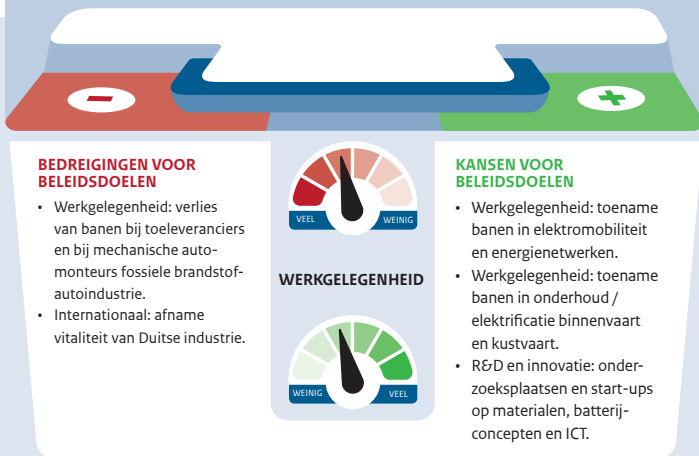 BEDREIGINGEN VOOR
BELEIDSDOELEN
• Werkgelegenheid: verlies
van banen bij toeleveranciers
en bij mechanische auto-
monteurs fossiele brandstof-
autoindustrie.
• Internationaal: afname
vitaliteit van Duitse industrie.
VEEL WEINIG
WERKGELEGENHEID
WEINIG VEEL
KANSEN VOOR
BELEIDSDOELEN
• Werkgelegenheid: toename
banen in elektromobiliteit
en energienetwerken.
• Werkgelegenheid: toename
banen in onderhoud /
elektrificatie binnenvaart
en kustvaart.
• R&D en innovatie: onder-
zoeksplaatsen en start-ups
op materialen, batterij-
concepten en ICT.